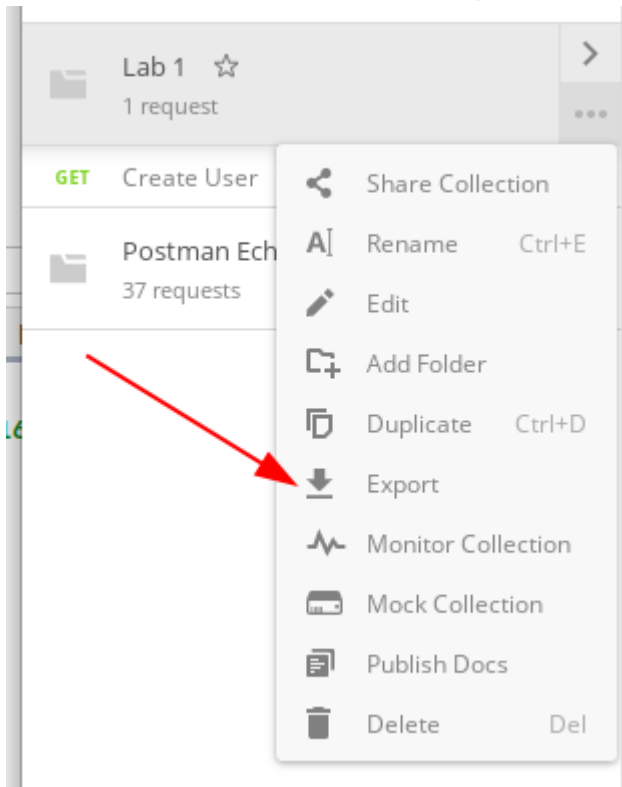 Lab 1
1 request
GET Create User
Postman Ech
37 requests
16
Share Collection
Rename Ctrl+E
Edit
Add Folder
Duplicate Ctrl+D
Export
Monitor Collection
Mock Collection
Publish Docs
Delete Del